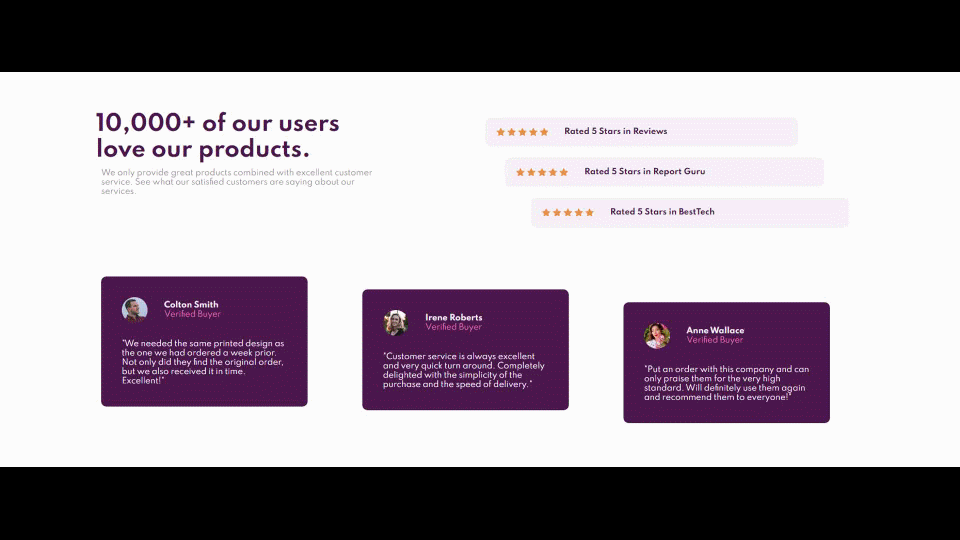 10,000+ of our users
love our products.
We only provide great products combined with excellent customer
service. See what our satisfied customers are saying about our
services.
Rated 5 Stars in Reviews
Rated 5 Stars in Report Guru
Rated 5 Stars in BestTech
Colton Smith
Verified Buyer
"We needed the same printed design as
the one we had ordered a week prior.
Not only did they find the original order,
but we also received it in time.
Excellent!"
Irene Roberts
Verified Buyer
"Customer service is always excellent
and very quick turn around. Completely
delighted with the simplicity of the
purchase and the speed of delivery."
Anne Wallace
Verified Buyer
"Put an order with this company and can
only praise them for the very high
standard. Will definitely use them again
and recommend them to everyone!"